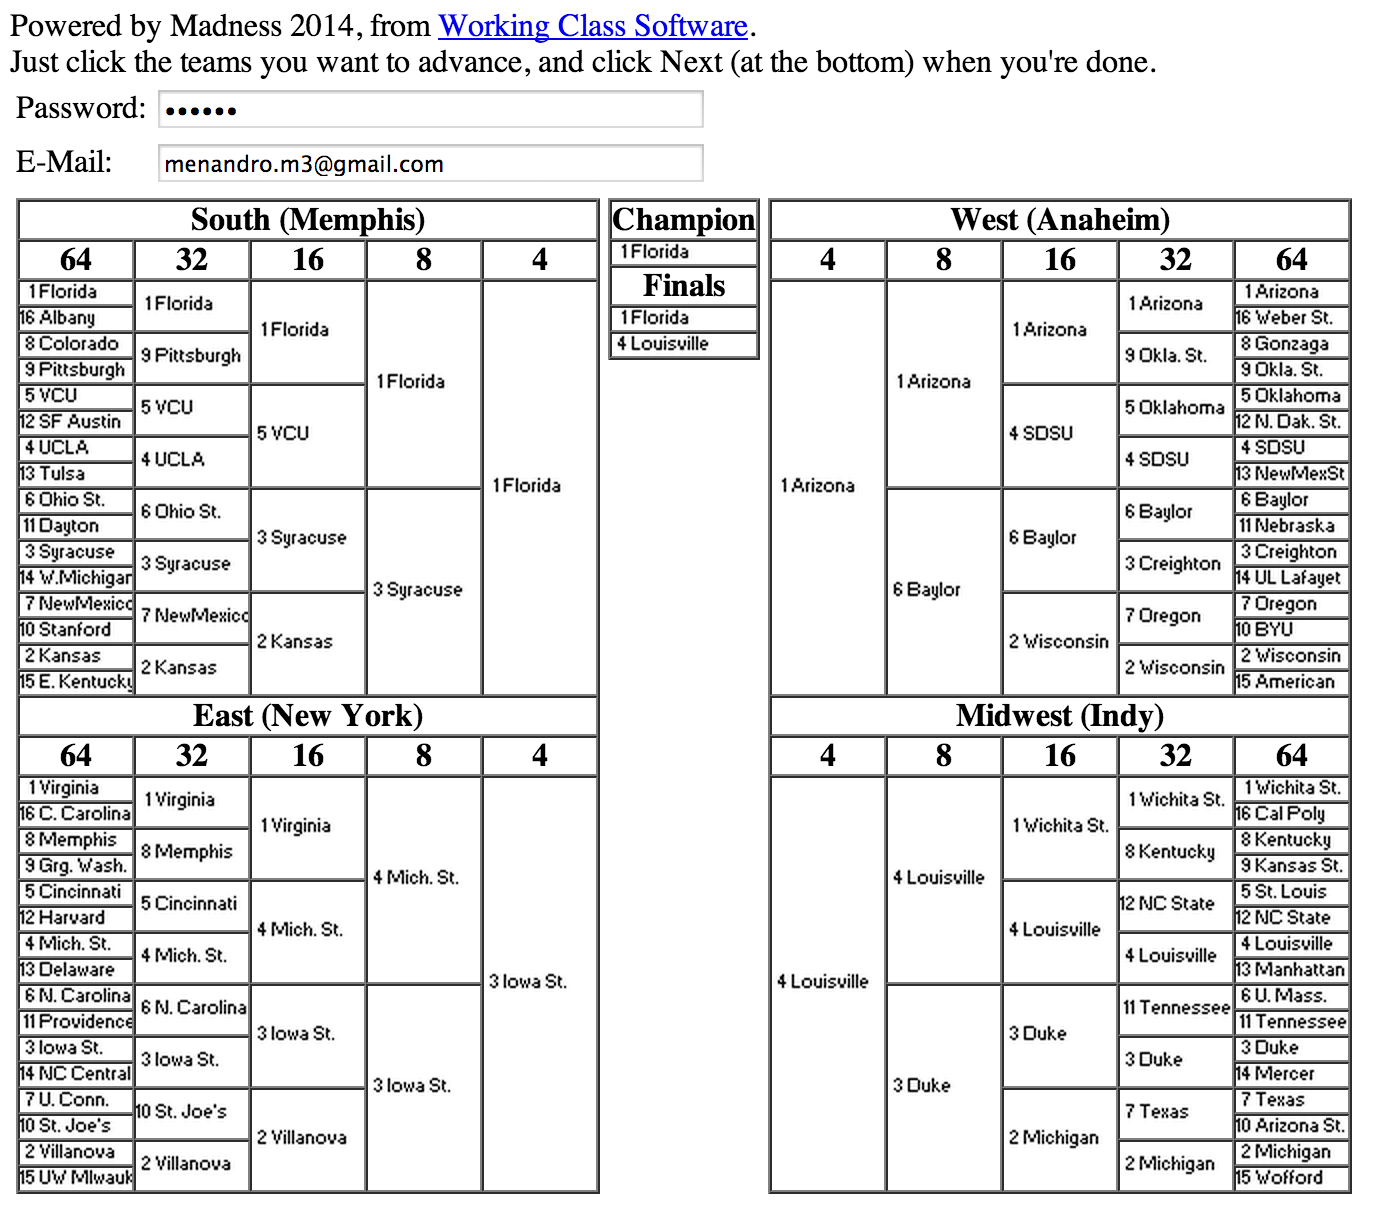 Powered by Madness 2014, from Working Class Software.
Just click the teams you want to advance, and click Next (at the bottom) when you're done.
Password: ••••••
E-Mail: menandro.m3@gmail.com
South (Memphis)
64 32 16 8 4
1 Florida
16 Albany
8 Colorado
9 Pittsburgh
5 VCU
12 SF Austin
4 UCLA
13 Tulsa
6 Ohio St.
11 Dayton
3 Syracuse
14 W.Michigan
7 NewMexico
10 Stanford
2 Kansas
15 E. Kentucky
1 Florida
9 Pittsburgh
5 VCU
4 UCLA
6 Ohio St.
3 Syracuse
7 NewMexico
2 Kansas
1 Florida
5 VCU
3 Syracuse
2 Kansas
1 Florida
3 Syracuse
1 Florida
East (New York)
64 32 16 8 4
1 Virginia
16 C. Carolina
8 Memphis
9 Grg. Wash.
5 Cincinnati
12 Harvard
4 Mich. St.
13 Delaware
6 N. Carolina
11 Providence
3 Iowa St.
14 NC Central
7 U. Conn.
10 St. Joe's
2 Villanova
15 UW Mlwauk
1 Virginia
8 Memphis
5 Cincinnati
4 Mich. St.
6 N. Carolina
3 Iowa St.
10 St. Joe's
2 Villanova
1 Virginia
4 Mich. St.
3 Iowa St.
2 Villanova
4 Mich. St.
3 Iowa St.
3 Iowa St.
Champion
1 Florida
Finals
1 Florida
4 Louisville
West (Anaheim)
4 8 16 32 64
1 Arizona
1 Arizona
6 Baylor
1 Arizona
4 SDSU
6 Baylor
2 Wisconsin
1 Arizona
9 Okla. St.
5 Oklahoma
4 SDSU
6 Baylor
3 Creighton
7 Oregon
2 Wisconsin
1 Arizona
16 Weber St.
8 Gonzaga
9 Okla. St.
5 Oklahoma
12 N. Dak. St.
4 SDSU
13 NewMexSt
6 Baylor
11 Nebraska
3 Creighton
14 UL Lafayet
7 Oregon
10 BYU
2 Wisconsin
15 American
Midwest (Indy)
4 8 16 32 64
4 Louisville
4 Louisville
3 Duke
1 Wichita St.
4 Louisville
3 Duke
2 Michigan
1 Wichita St.
8 Kentucky
12 NC State
4 Louisville
11 Tennessee
3 Duke
7 Texas
2 Michigan
1 Wichita St.
16 Cal Poly
8 Kentucky
9 Kansas St.
5 St. Louis
12 NC State
4 Louisville
13 Manhattan
6 U. Mass.
11 Tennessee
3 Duke
14 Mercer
7 Texas
10 Arizona St.
2 Michigan
15 Wofford